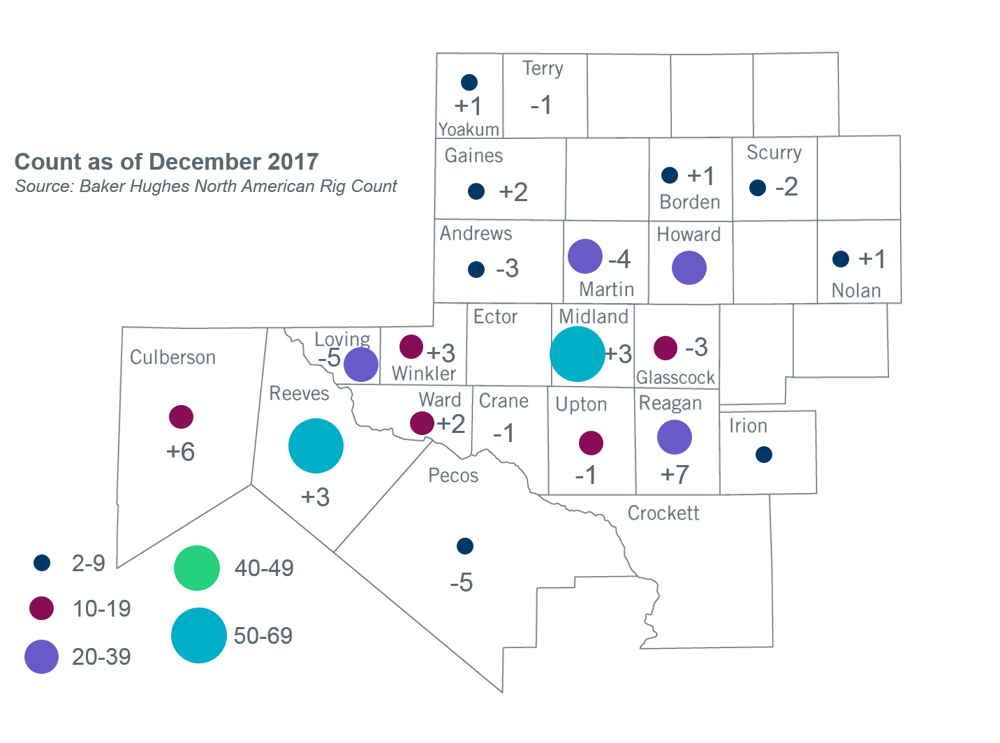 Terry
+1
-1
Yoakum
Count as of December 2017
Source: Baker Hughes North American Rig Count
Gaines
+2
+1
Borden
Scurry
-2
Andrews
-3
-4
Martin
Howard
+1
Nolan
Culberson
+6
Loving
-5
+3
Winkler
Ector
Midland
+3
-3
Glasscock
Reeves
+3
Ward
+2
Crane
-1
Upton
-1
Reagan
+7
Irion
Pecos
-5
Crockett
2-9
10-19
20-39
40-49
50-69